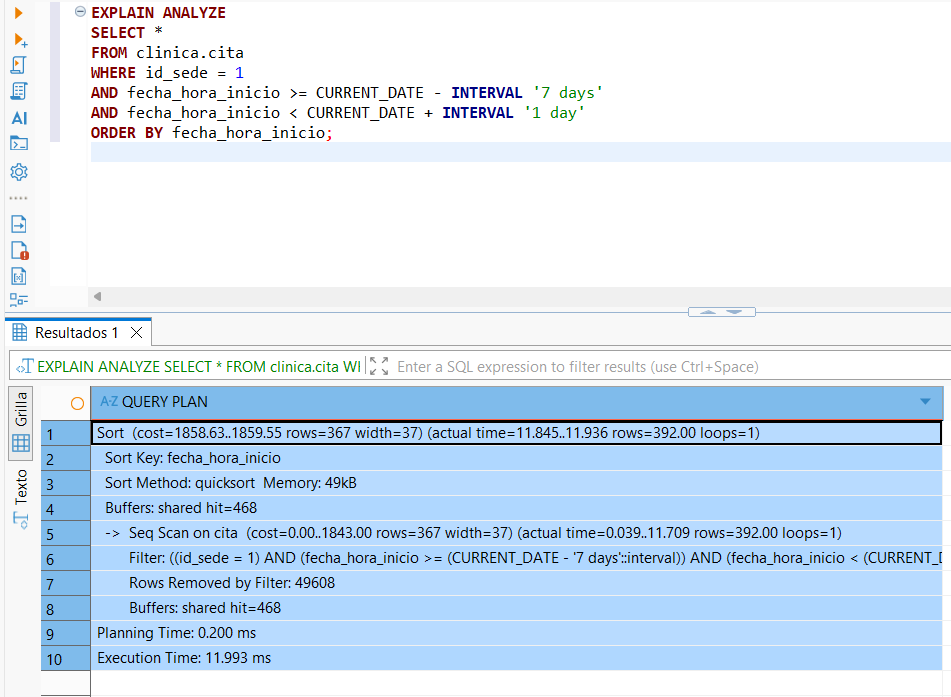 EXPLAIN ANALYZE
SELECT *
FROM clinica.cita
WHERE id_sede = 1
AND fecha_hora_inicio >= CURRENT_DATE - INTERVAL '7 days'
AND fecha_hora_inicio < CURRENT_DATE + INTERVAL '1 day'
ORDER BY fecha_hora_inicio;
AI
Resultados 1
EXPLAIN ANALYZE SELECT * FROM clinica.cita WI
Enter a SQL expression to filter results (use Ctrl+Space)
Grilla
Texto
A-Z QUERY PLAN
1 Sort (cost=1858.63..1859.55 rows=367 width=37) (actual time=11.845..11.936 rows=392.00 loops=1)
2 Sort Key: fecha_hora_inicio
3 Sort Method: quicksort Memory: 49kB
4 Buffers: shared hit=468
5 -> Seq Scan on cita (cost=0.00..1843.00 rows=367 width=37) (actual time=0.039..11.709 rows=392.00 loops=1)
6 Filter: ((id_sede = 1) AND (fecha_hora_inicio >= (CURRENT_DATE - '7 days'::interval)) AND (fecha_hora_inicio < (CURRENT_
7 Rows Removed by Filter: 49608
8 Buffers: shared hit=468
9 Planning Time: 0.200 ms
10 Execution Time: 11.993 ms